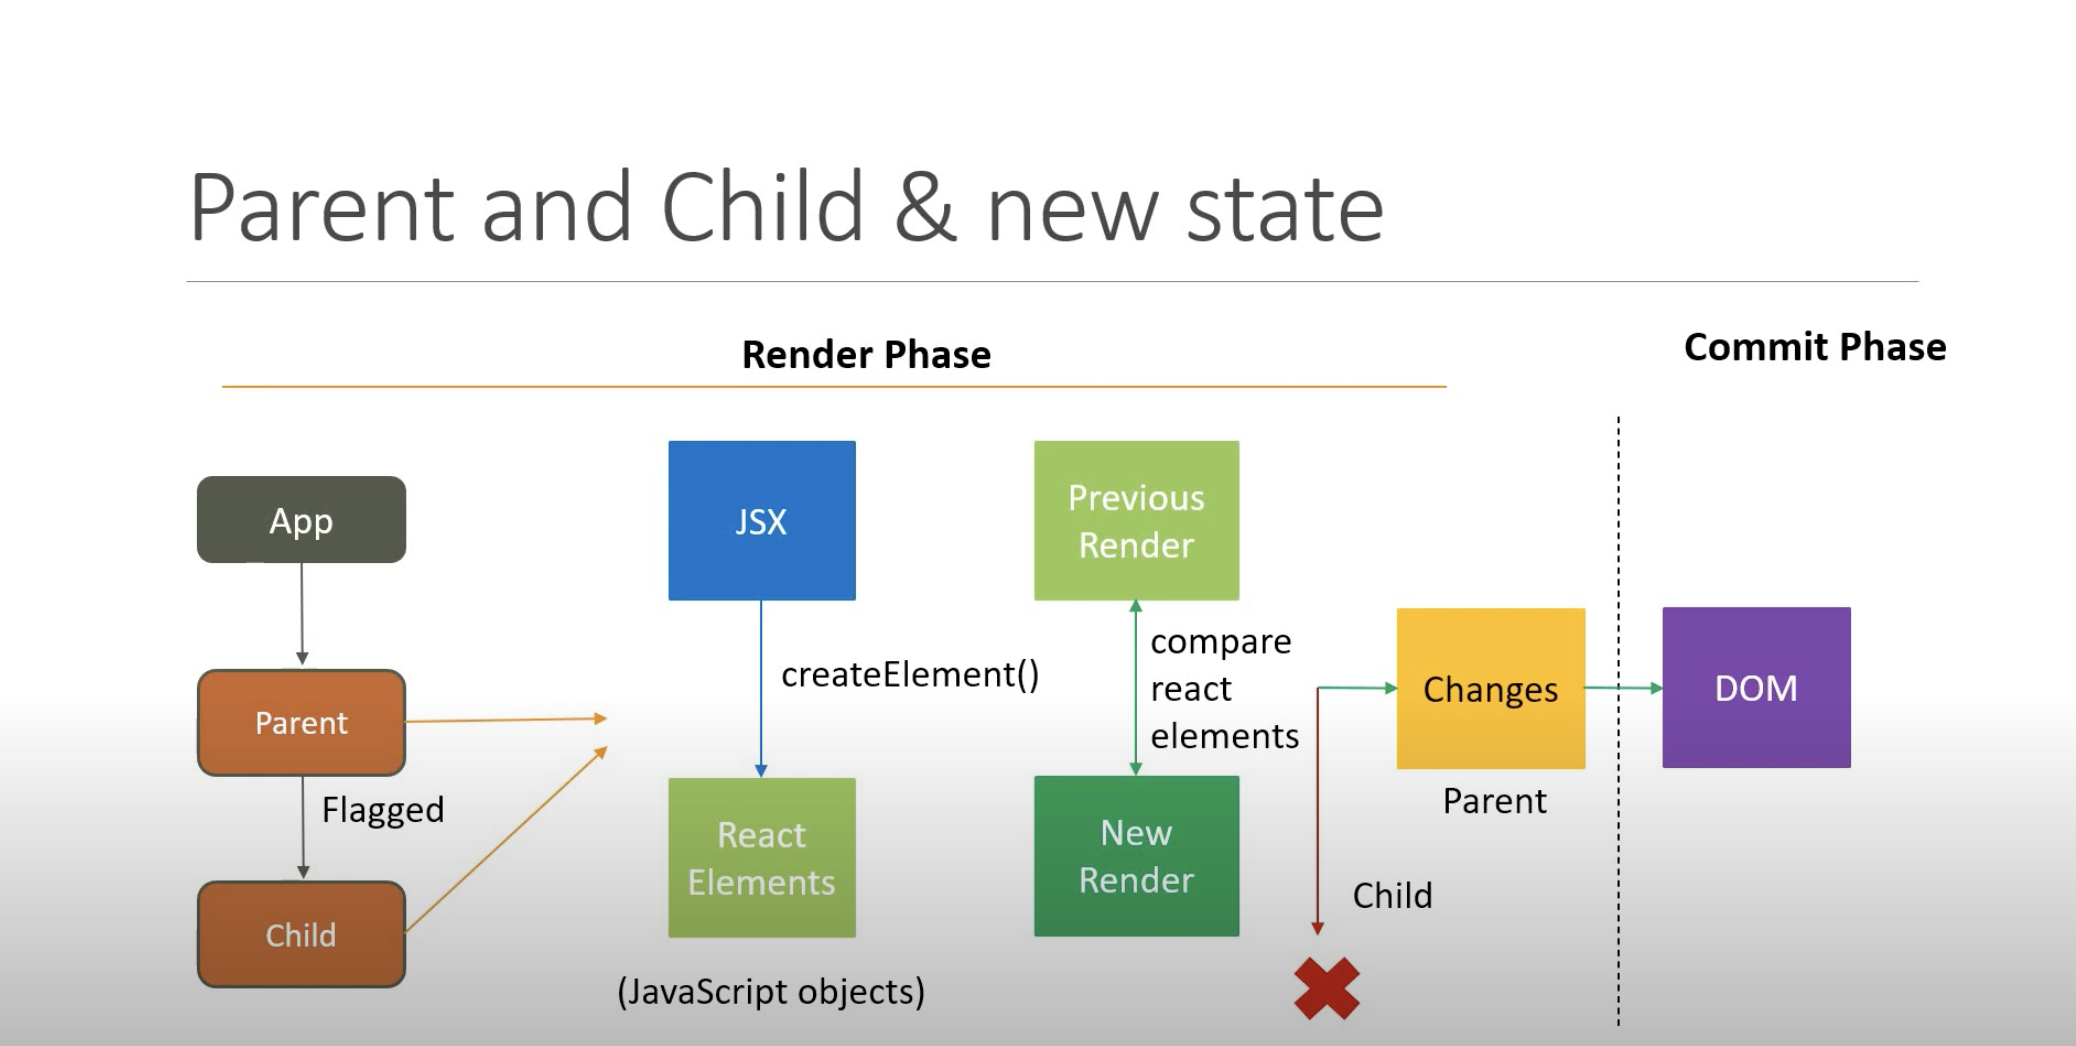 Parent and Child & new state
Render Phase
Commit Phase
App
Parent
Flagged
Child
JSX
createElement()
React
Elements
(JavaScript objects)
Previous
Render
compare
react
elements
New
Render
Changes
Parent
Child
DOM